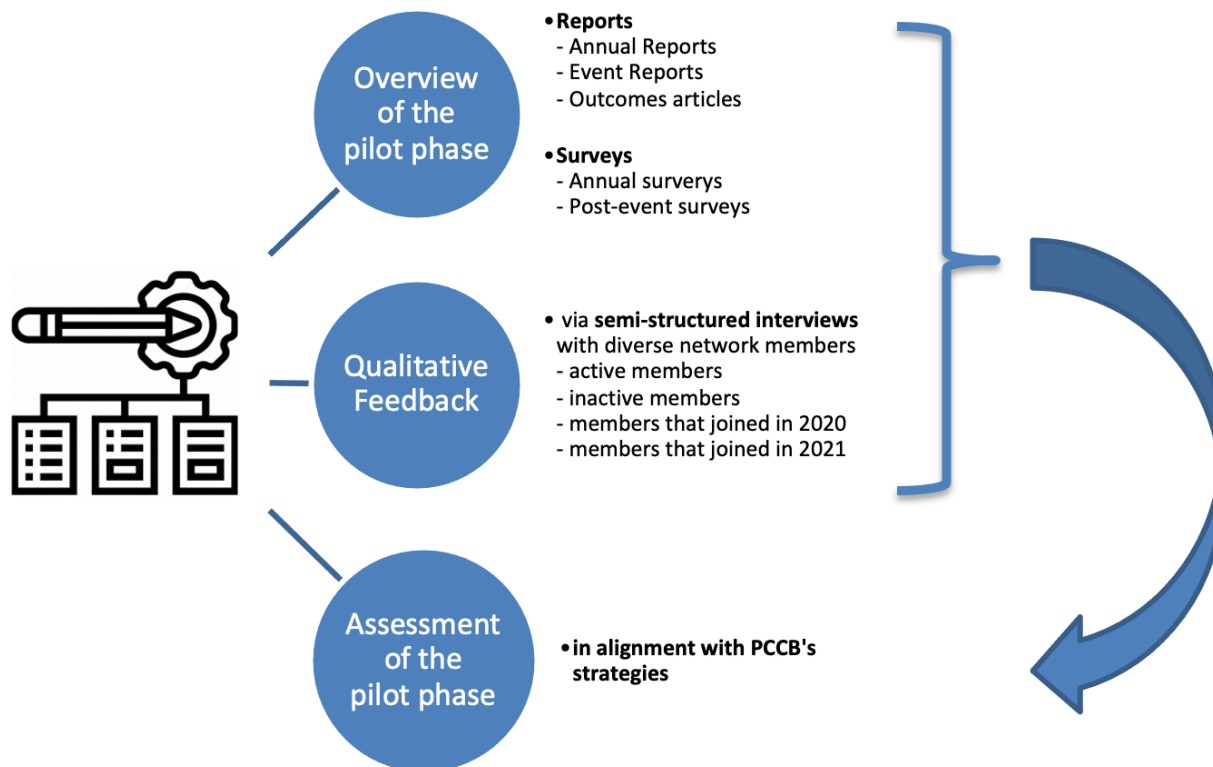 Overview
of the
pilot phase
•Reports
- Annual Reports
- Event Reports
- Outcomes articles
•Surveys
- Annual surverys
- Post-event surveys
Qualitative
Feedback
• via semi-structured interviews
with diverse network members
- active members
- inactive members
- members that joined in 2020
- members that joined in 2021
Assessment
of the
pilot phase
•in alignment with PCCB's
strategies